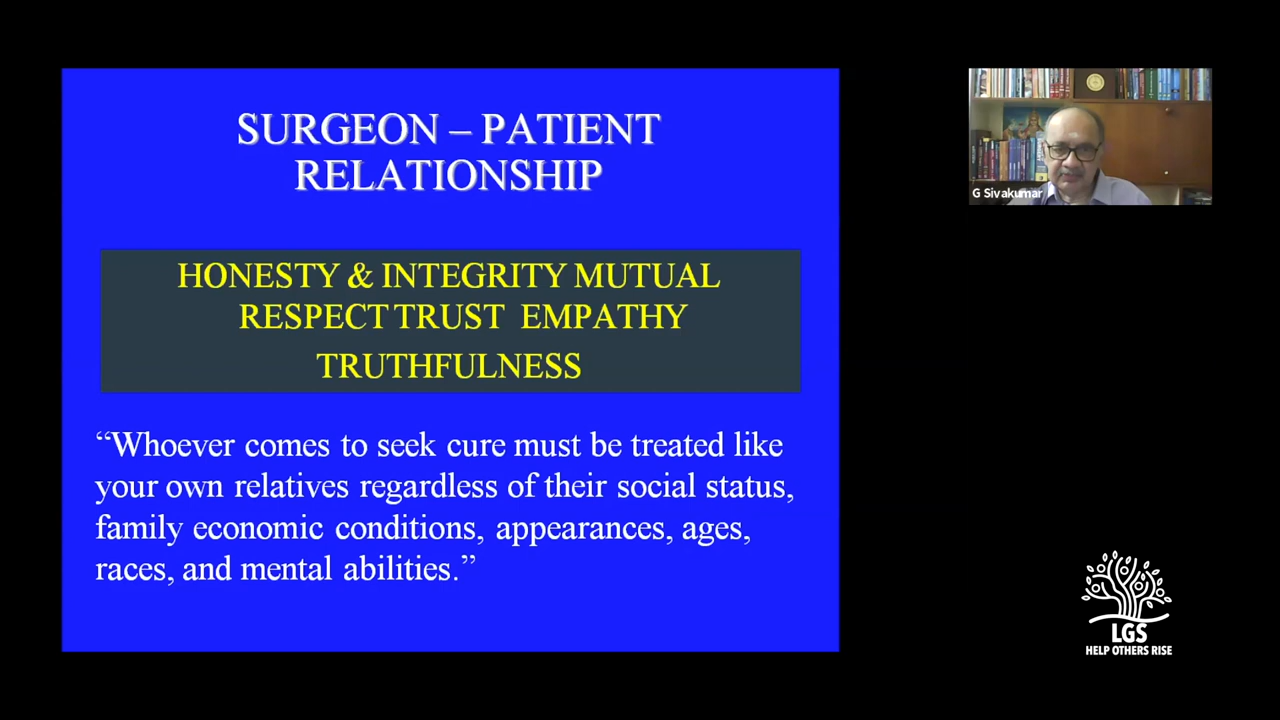 SURGEON – PATIENT
RELATIONSHIP
HONESTY & INTEGRITY MUTUAL
RESPECT TRUST EMPATHY
TRUTHFULNESS
“Whoever comes to seek cure must be treated like
your own relatives regardless of their social status,
family economic conditions, appearances, ages,
races, and mental abilities.”
G Sivakumar
LGS
HELP OTHERS RISE